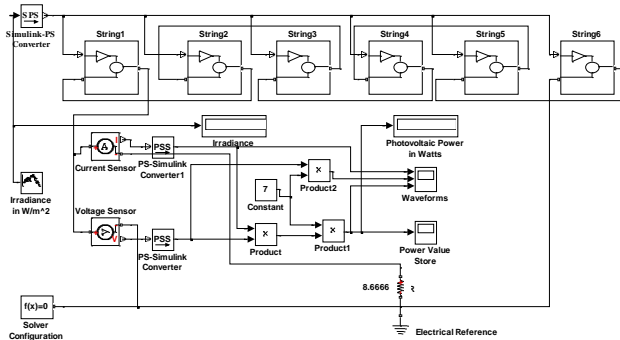 S PS
Simulink-PS
Converter
String1
String2
String3
String4
String5
String6
A
I
Current Sensor
PSS
PS-Simulink
Converter1
Irradiance
Photovoltaic Power
in Watts
×
Product2
Waveforms
7
Constant
Irradiance
in W/m^2
Voltage Sensor
V
PSS
PS-Simulink
Converter
×
Product
×
Product1
Power Value
Store
8.6666
f(x)=0
Solver
Configuration
Electrical Reference